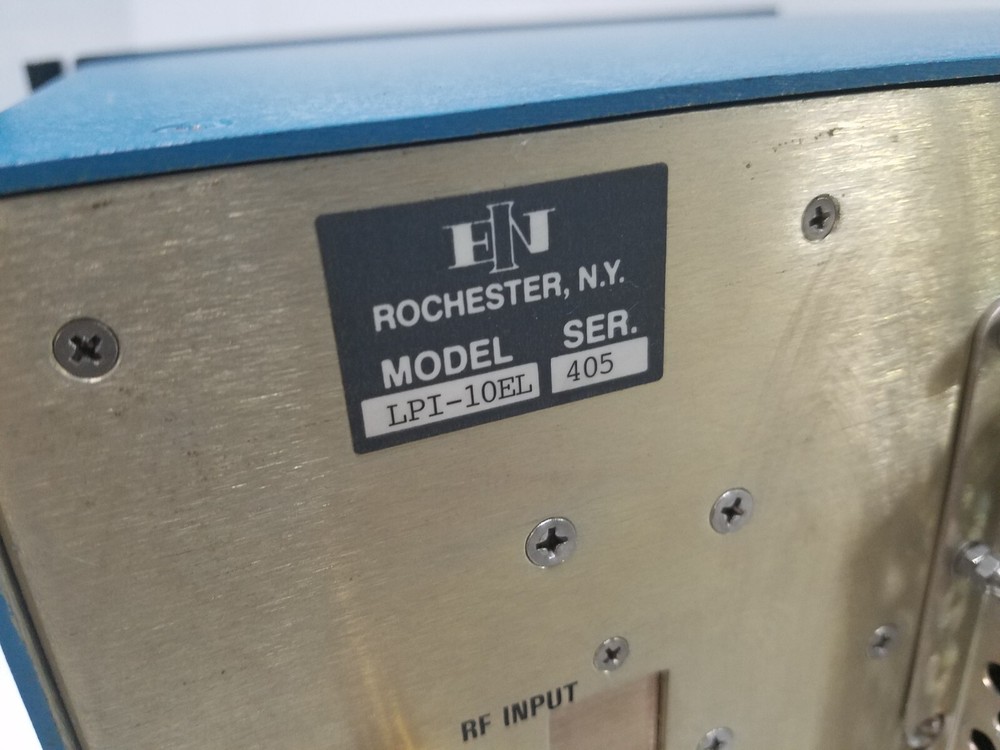 ENI
ROCHESTER, N.Y.
MODEL SER.
LPI-10EL 405
RF INPUT